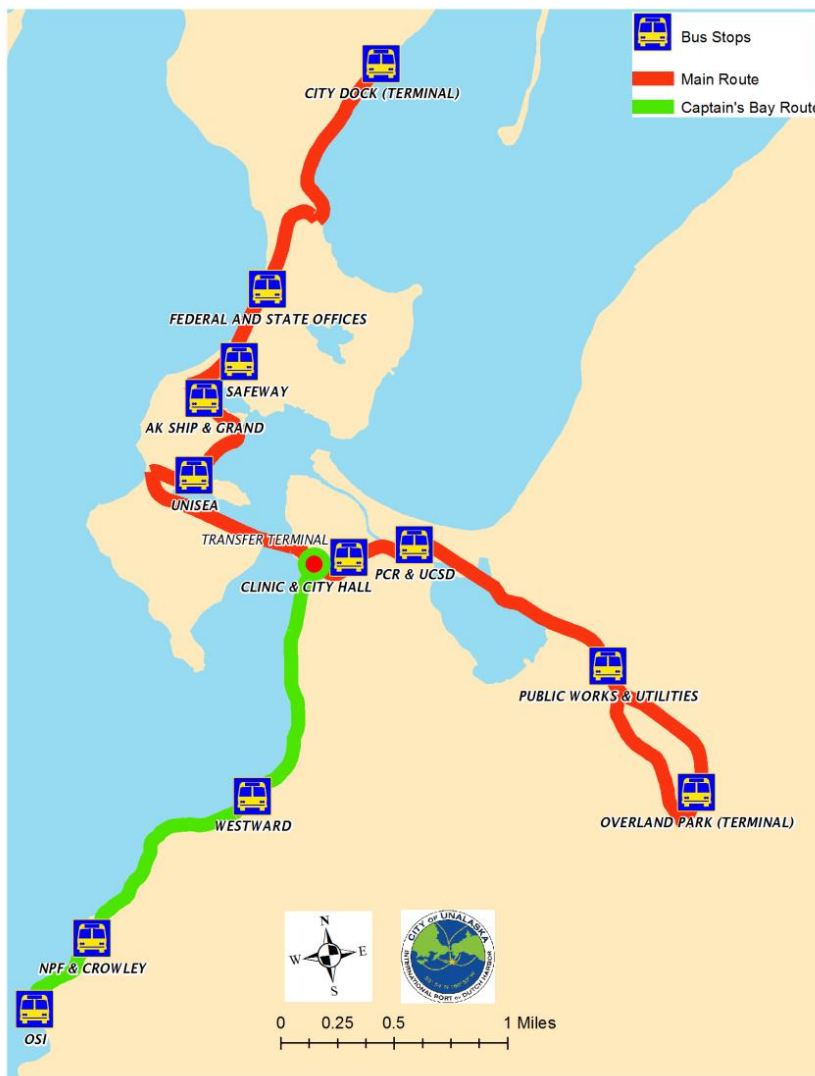 Bus Stops
Main Route
Captain's Bay Route
CITY DOCK (TERMINAL)
FEDERAL AND STATE OFFICES
SAFEWAY
AK SHIP & GRAND
UNISEA
TRANSFER TERMINAL
CLINIC & CITY HALL
PCR & UCSD
PUBLIC WORKS & UTILITIES
OVERLAND PARK (TERMINAL)
WESTWARD
NPF & CROWLEY
OSI
N
W E
S
CITY OF UNALASKA
INTERNATIONAL PORT OF DUTCH HARBOR
0 0.25 0.5 1 Miles